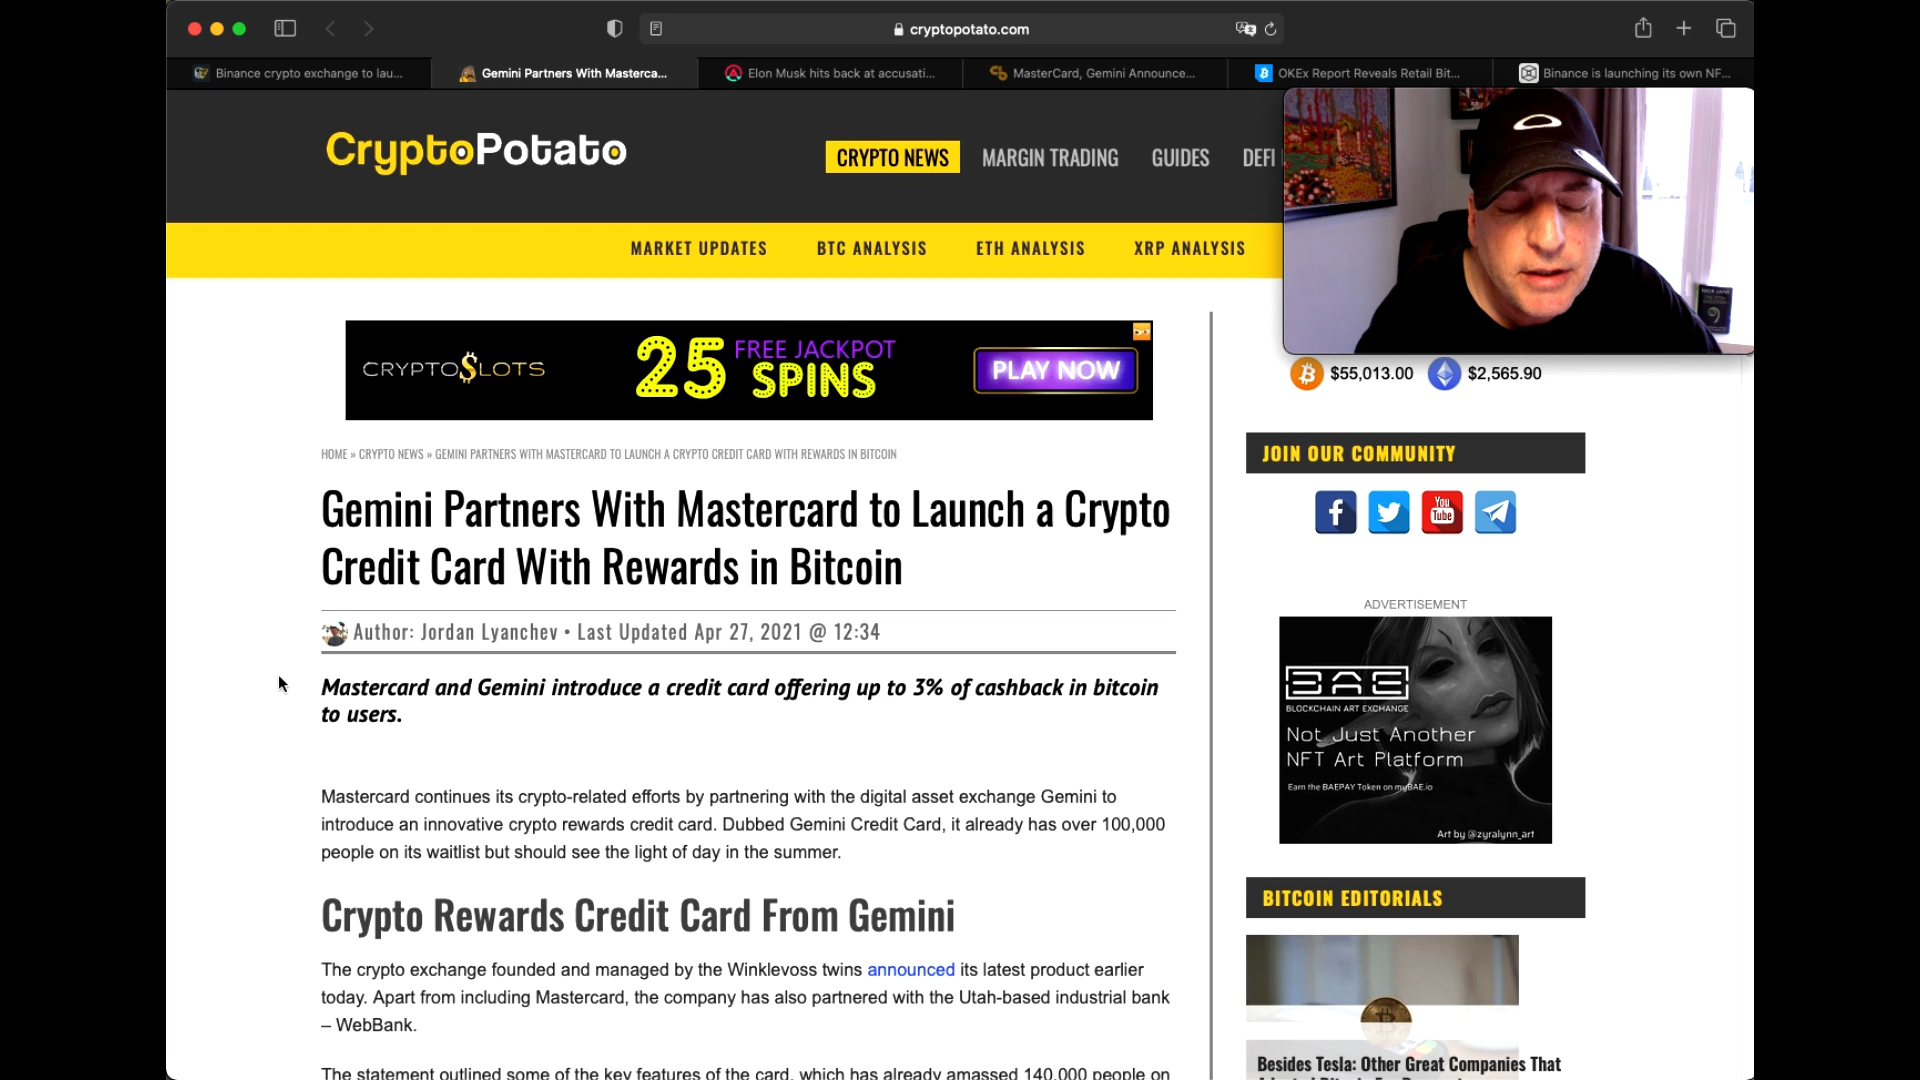 cryptopotato.com
Binance crypto exchange to lau...
Gemini Partners With Masterca...
Elon Musk hits back at accusati...
MasterCard, Gemini Announce...
OKEx Report Reveals Retail Bit...
Binance is launching its own NF...
CryptoPotato
CRYPTO NEWS
MARGIN TRADING
GUIDES
DEFI
MARKET UPDATES
BTC ANALYSIS
ETH ANALYSIS
XRP ANALYSIS
CRYPTO$LOTS
25 FREE JACKPOT
SPINS
PLAY NOW
$55,013.00
$2,565.90
HOME » CRYPTO NEWS » GEMINI PARTNERS WITH MASTERCARD TO LAUNCH A CRYPTO CREDIT CARD WITH REWARDS IN BITCOIN
Gemini Partners With Mastercard to Launch a Crypto
Credit Card With Rewards in Bitcoin
Author: Jordan Lyanchev • Last Updated Apr 27, 2021 @ 12:34
Mastercard and Gemini introduce a credit card offering up to 3% of cashback in bitcoin
to users.
Mastercard continues its crypto-related efforts by partnering with the digital asset exchange Gemini to
introduce an innovative crypto rewards credit card. Dubbed Gemini Credit Card, it already has over 100,000
people on its waitlist but should see the light of day in the summer.
Crypto Rewards Credit Card From Gemini
The crypto exchange founded and managed by the Winklevoss twins announced its latest product earlier
today. Apart from including Mastercard, the company has also partnered with the Utah-based industrial bank
– WebBank.
The statement outlined some of the key features of the card, which has already amassed 140,000 people on
JOIN OUR COMMUNITY
You
Tube
ADVERTISEMENT
BAE
BLOCKCHAIN ART EXCHANGE
Not Just Another
NFT Art Platform
Earn the BAEPAY Token on myBAE.io
Art by @zyralynn_art
BITCOIN EDITORIALS
Besides Tesla: Other Great Companies That
NICK LANE